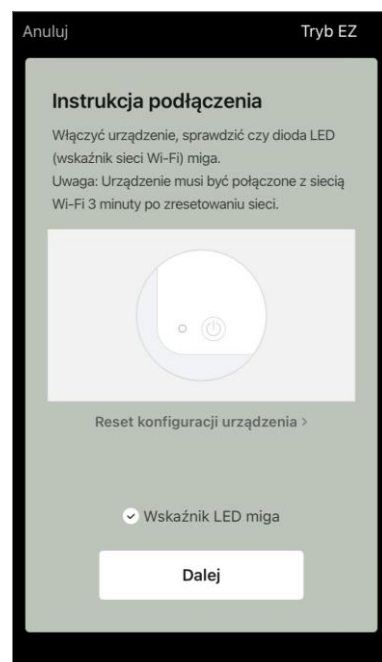 Anuluj Tryb EZ
Instrukcja podłączenia
Włączyć urządzenie, sprawdzić czy dioda LED
(wskaźnik sieci Wi-Fi) miga.
Uwaga: Urządzenie musi być połączone z siecią
Wi-Fi 3 minuty po zresetowaniu sieci.
Reset konfiguracji urządzenia >
Wskaźnik LED miga
Dalej